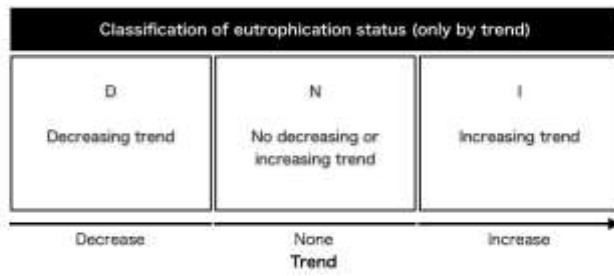 Classification of eutrophication status (only by trend)
D
Decreasing trend
N
No decreasing or
increasing trend
I
Increasing trend
Decrease
None
Increase
Trend